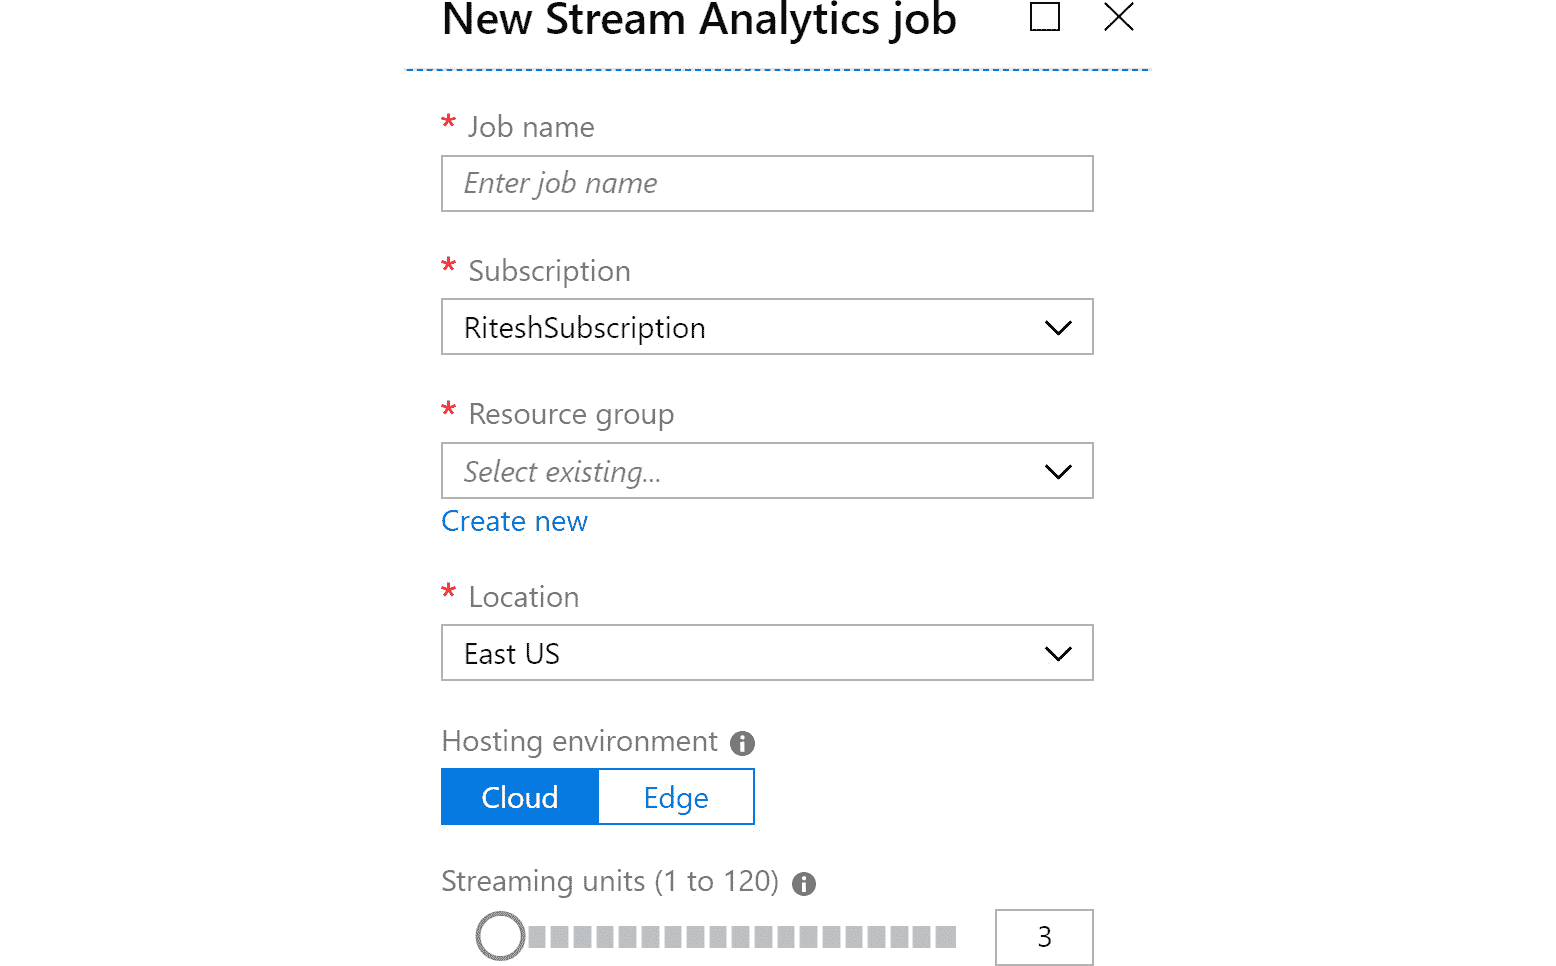 New Stream Analytics job
* Job name
Enter job name
* Subscription
RiteshSubscription
* Resource group
Select existing...
Create new
* Location
East US
Hosting environment
Cloud Edge
Streaming units (1 to 120)
3